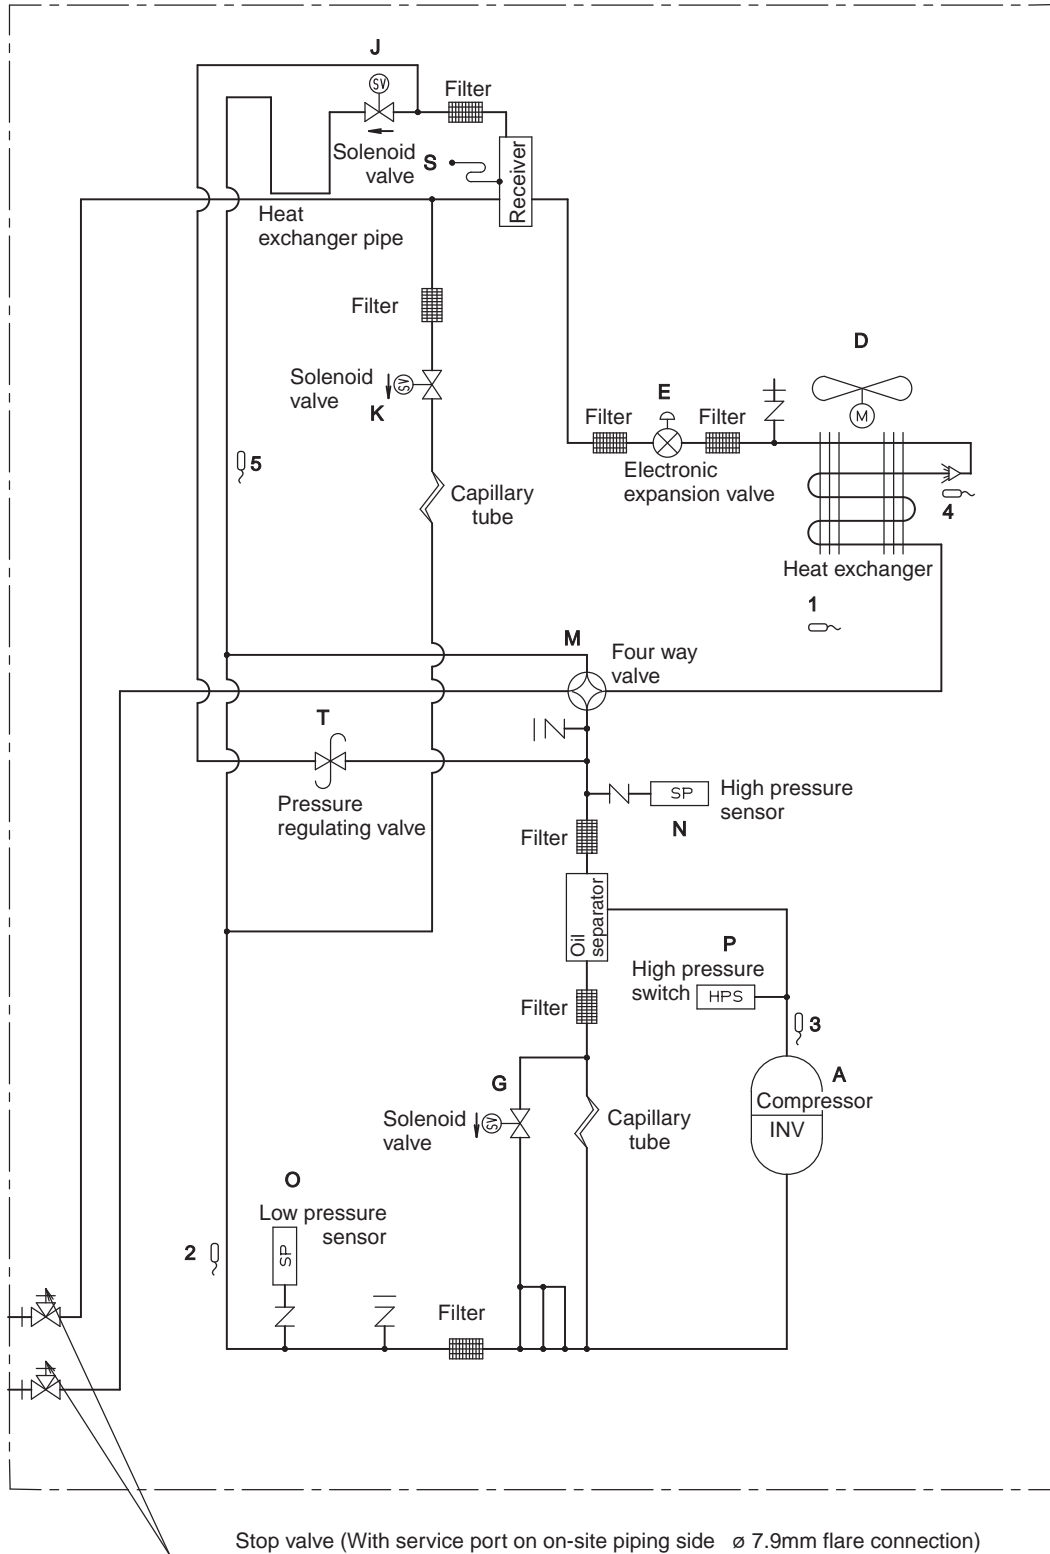 J
SV
Filter
Solenoid
valve
S
Receiver
Heat
exchanger pipe
Filter
D
Solenoid
valve
SV
K
E
M
Filter
Filter
5
Electronic
expansion valve
Capillary
tube
4
Heat exchanger
1
M
Four way
valve
T
SP
High pressure
sensor
Pressure
regulating valve
N
Filter
Oil
separator
P
High pressure
switch
HPS
Filter
3
G
A
Compressor
INV
Solenoid
valve
SV
Capillary
tube
O
Low pressure
sensor
SP
2
Filter
Stop valve (With service port on on-site piping side ø 7.9mm flare connection)